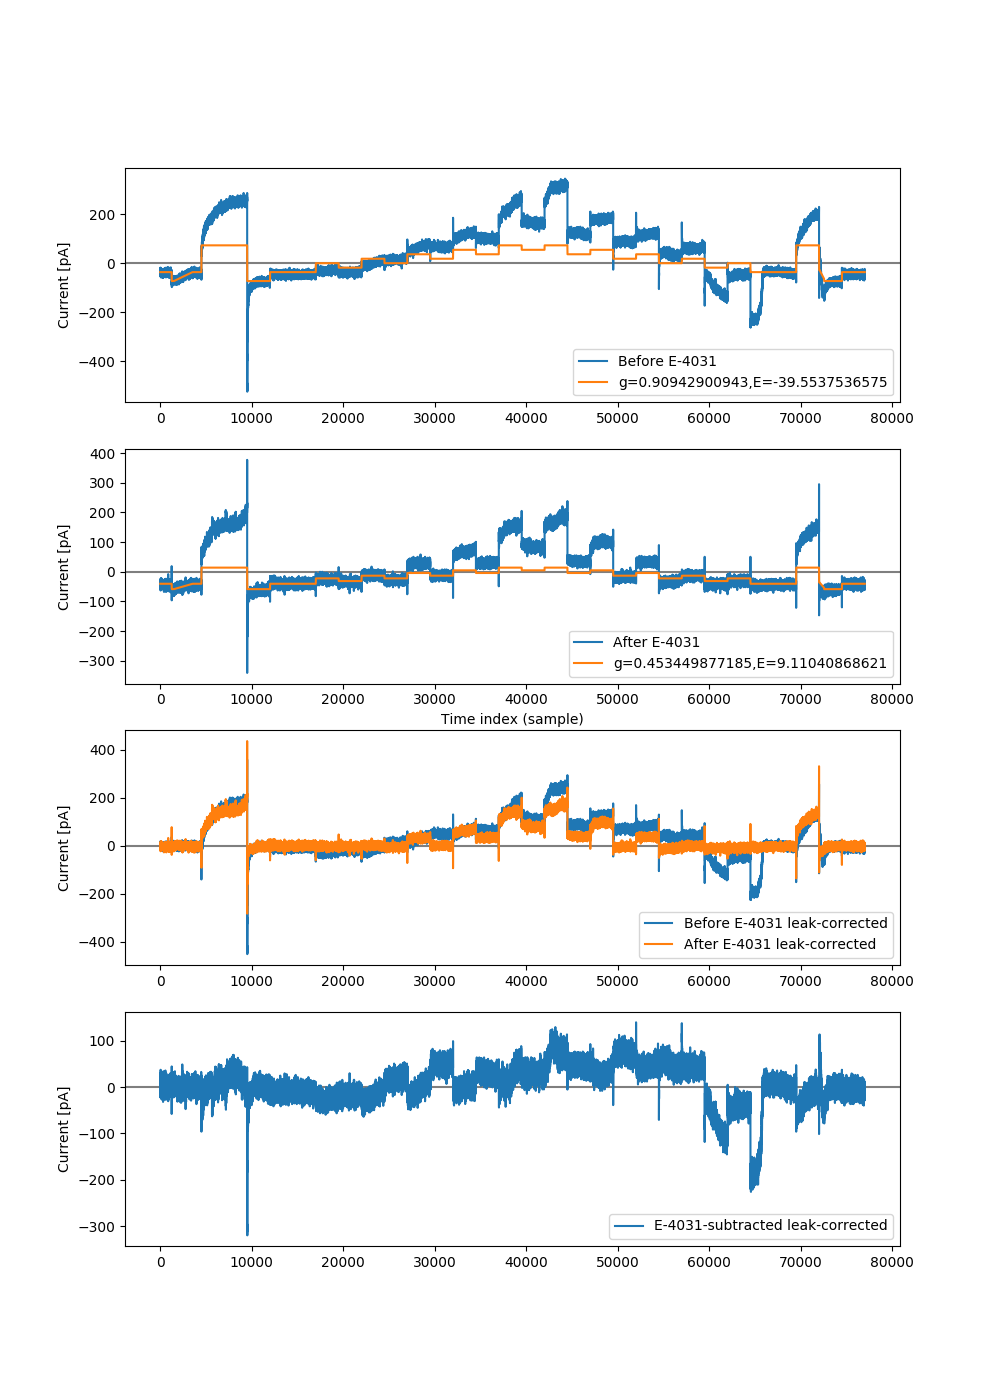 200
0
−200
−400
Current [pA]
Before E-4031
g=0.90942900943,E=-39.5537536575
0 10000 20000 30000 40000 50000 60000 70000 80000
400
300
200
100
0
−100
−200
−300
Current [pA]
After E-4031
g=0.453449877185,E=9.11040868621
0 10000 20000 30000 40000 50000 60000 70000 80000
Time index (sample)
400
200
0
−200
−400
Current [pA]
Before E-4031 leak-corrected
After E-4031 leak-corrected
0 10000 20000 30000 40000 50000 60000 70000 80000
100
0
−100
−200
−300
Current [pA]
E-4031-subtracted leak-corrected
0 10000 20000 30000 40000 50000 60000 70000 80000